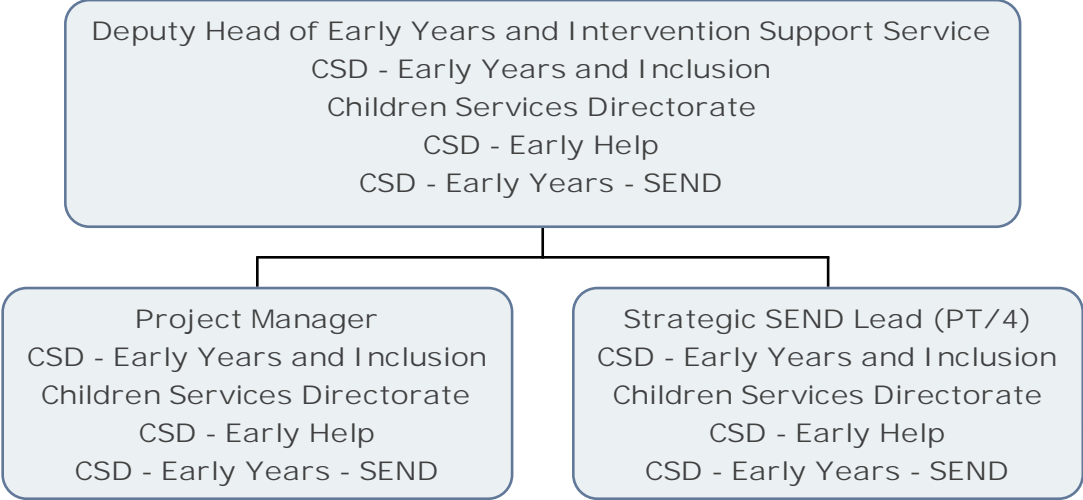 Deputy Head of Early Years and Intervention Support Service
CSD - Early Years and Inclusion
Children Services Directorate
CSD - Early Help
CSD - Early Years - SEND
Project Manager
CSD - Early Years and Inclusion
Children Services Directorate
CSD - Early Help
CSD - Early Years - SEND
Strategic SEND Lead (PT/4)
CSD - Early Years and Inclusion
Children Services Directorate
CSD - Early Help
CSD - Early Years - SEND